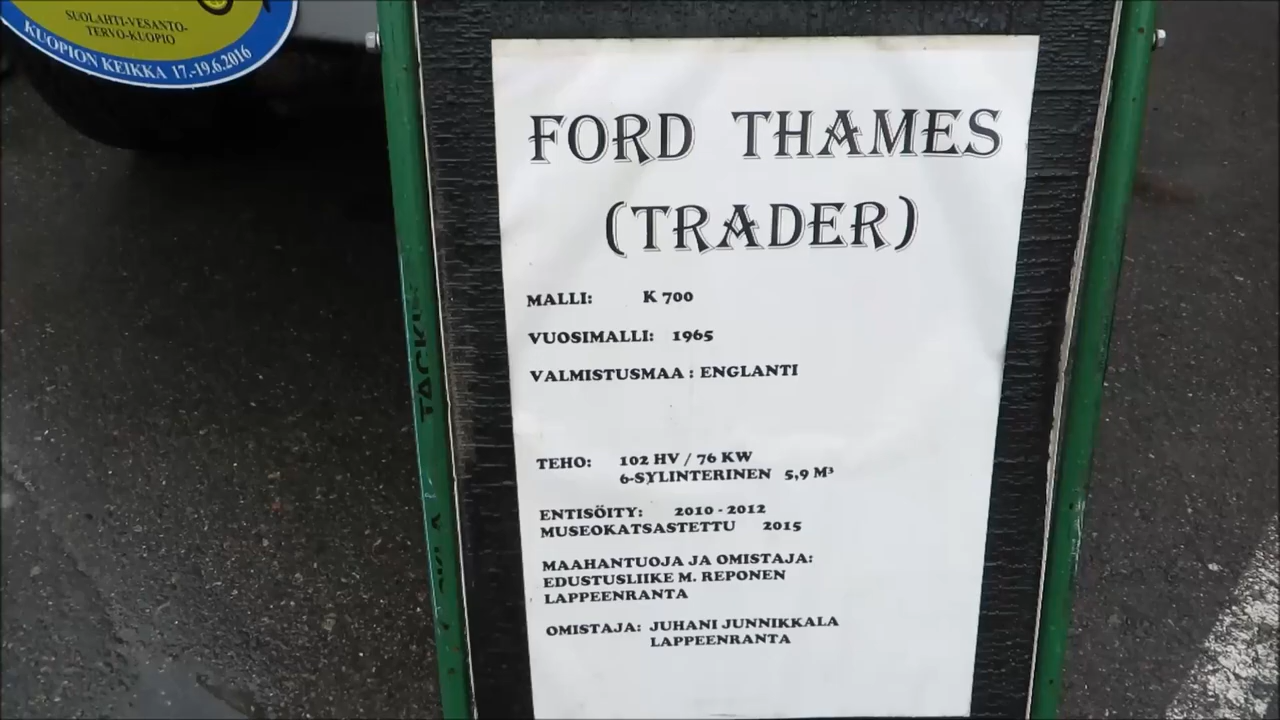 SUOLAHTI-VESANTO-
TERVO-KUOPIO
KUOPION KEIKKA 17.-19.6.2016
FORD THAMES
(TRADER)
MALLI: K 700
VUOSIMALLI: 1965
VALMISTUSMAA : ENGLANTI
TEHO: 102 HV / 76 KW
6-SYLINTERINEN 5,9 M³
ENTISÖITY: 2010 - 2012
MUSEOKATSASTETTU 2015
MAAHANTUOJA JA OMISTAJA:
EDUSTUSLIIKE M. REPONEN
LAPPEENRANTA
OMISTAJA: JUHANI JUNNIKKALA
LAPPEENRANTA